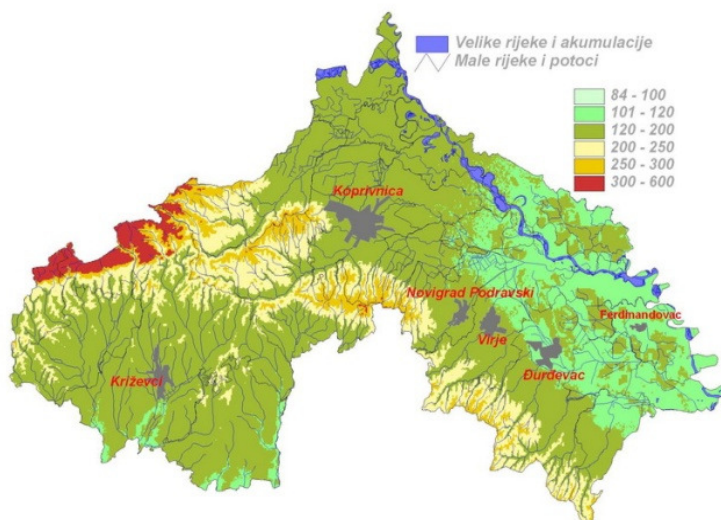 Velike rijeke i akumulacije
Male rijeke i potoci
84 - 100
101 - 120
120 - 200
200 - 250
250 - 300
300 - 600
Koprivnica
Novigrad Podravski
Virje
Ferdinandovac
Đurđevac
Križevci